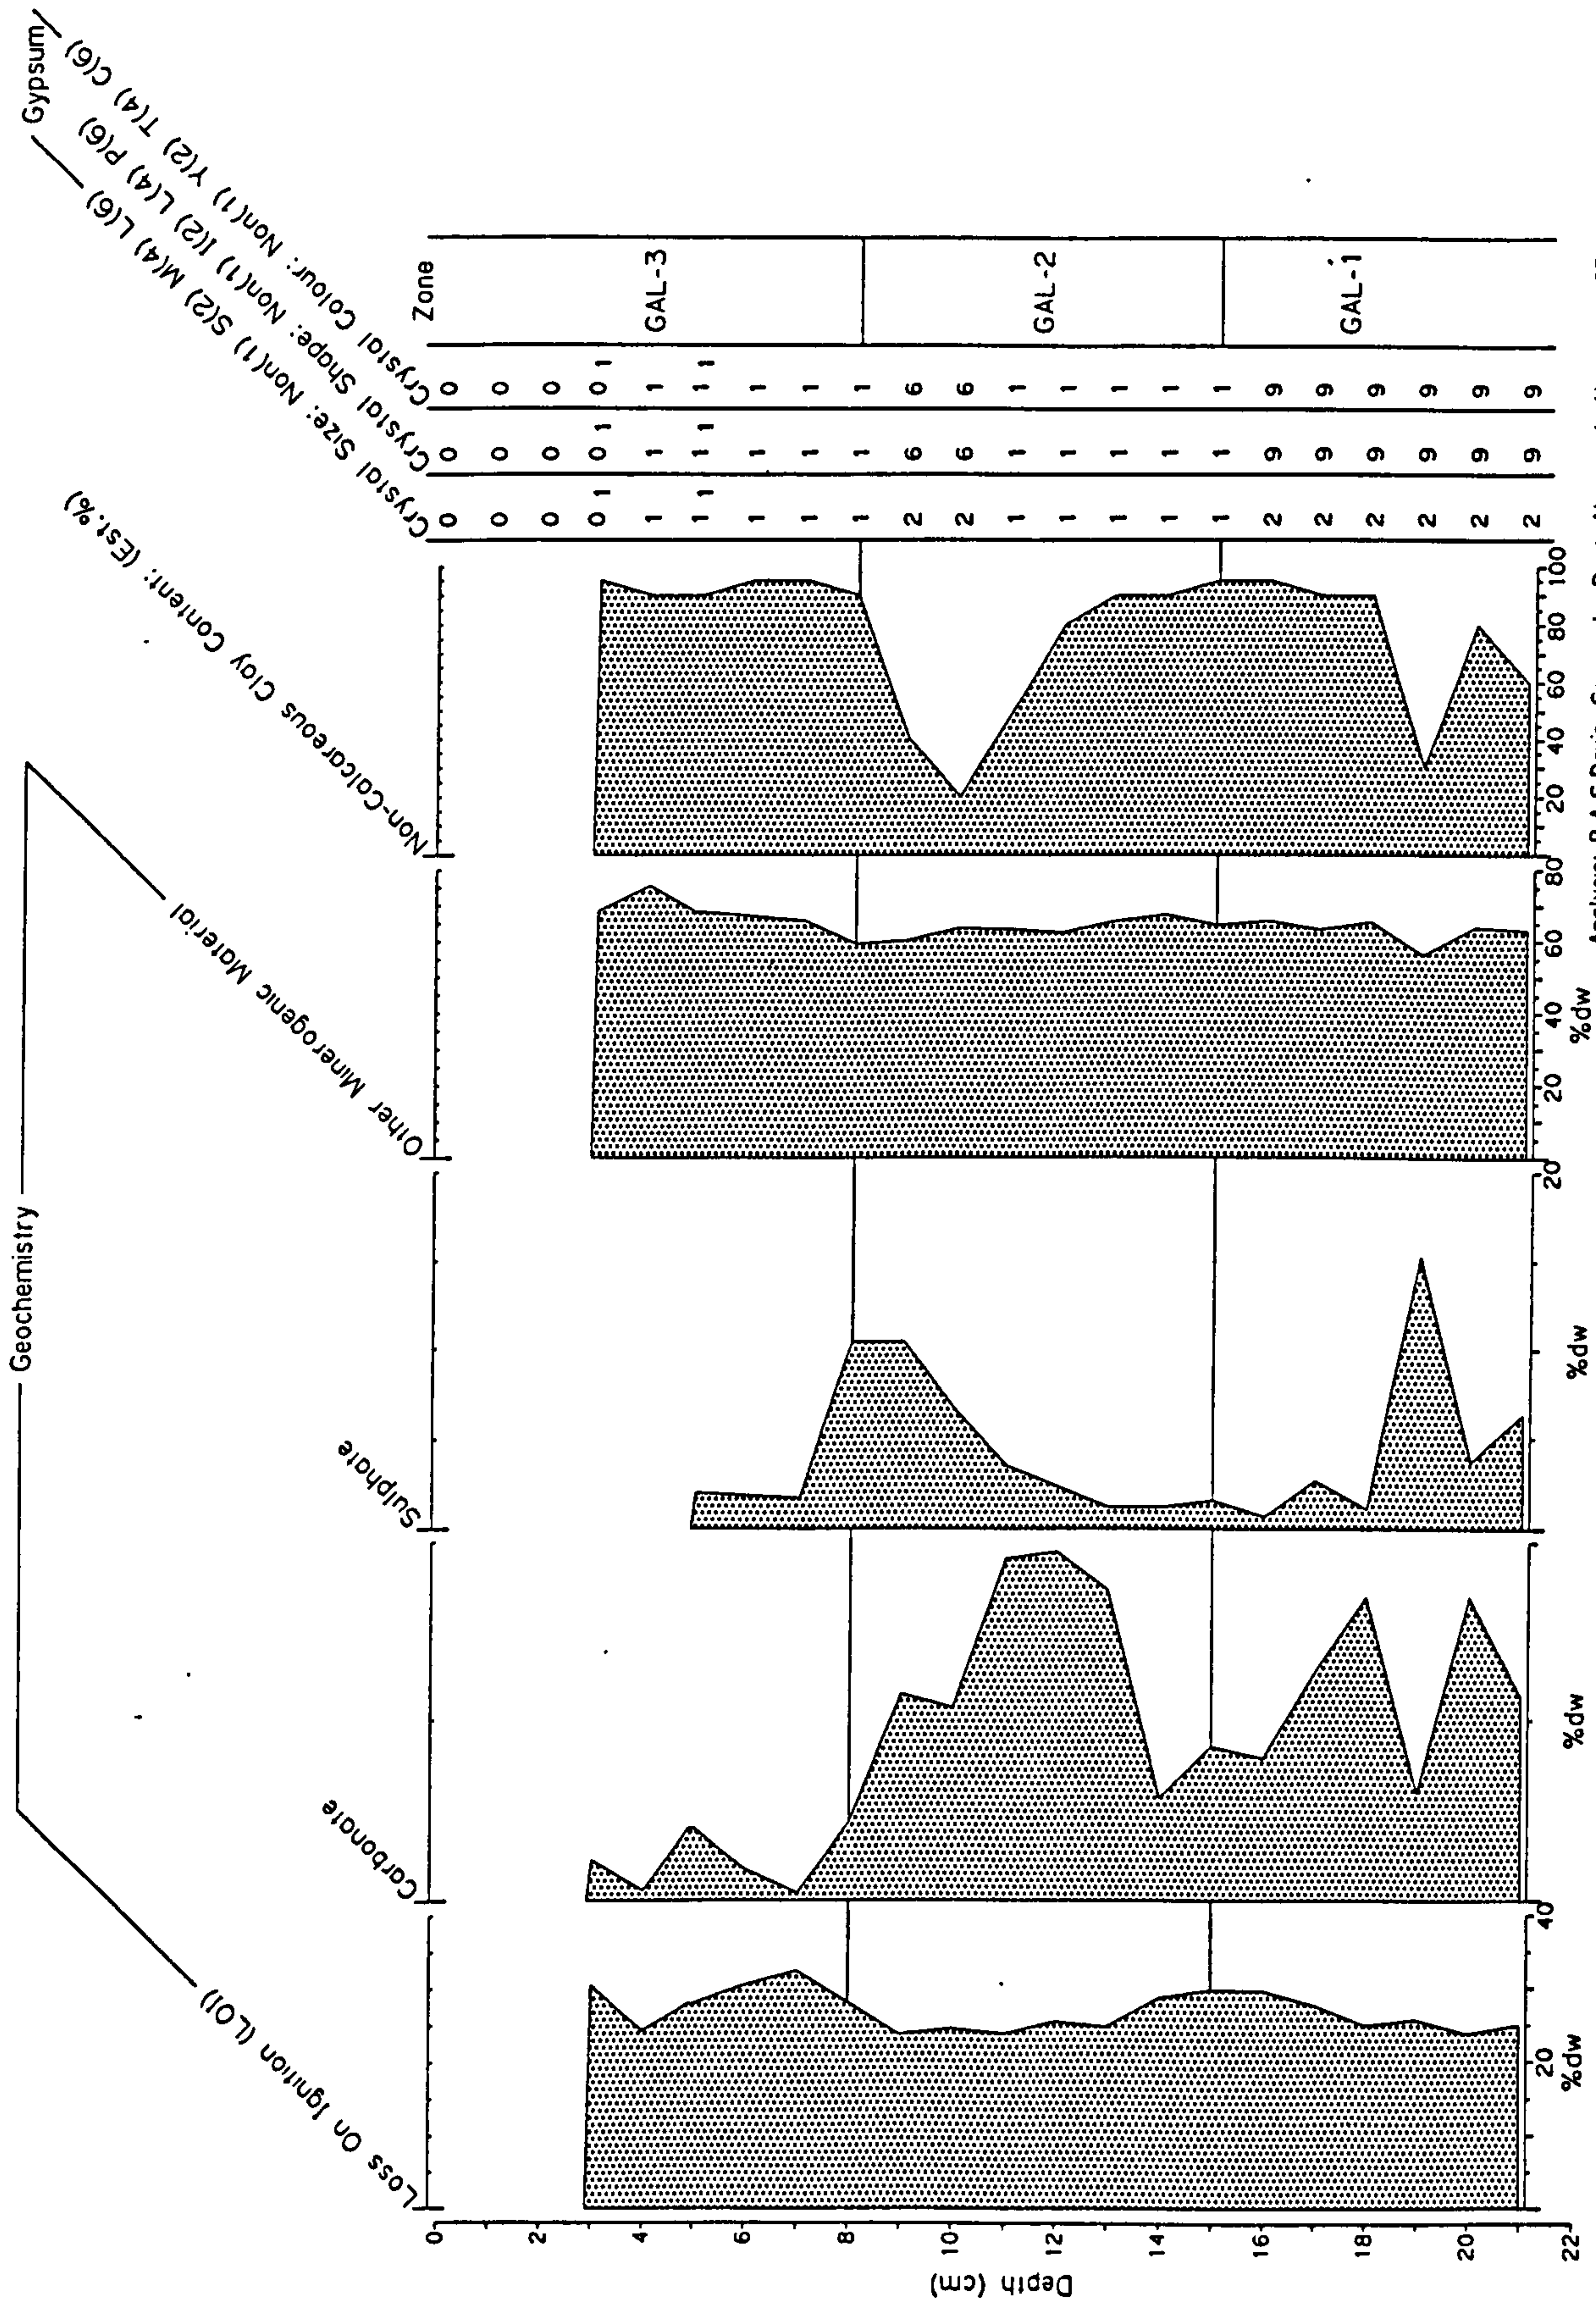 Geochemistry
Gypsum
Loss On Ignition (LOI)
Carbonate
Sulphate
Other Minerogenic Material
Non-Calcareous Clay Content: (Est.%)
Crystal Size: Non(1) S(2) M(4) L(6)
Crystal Shape: Non(1) I(2) L(4) P(6)
Crystal Colour: Non(1) Y(2) T(4) C(6)
Zone
0 0 0
0 0 0
0 0 0
0 0 0
1 1 1
1 1 1
1 1 1
1 1 1
1 1 1
1 1 1
1 1 1
2 6 6
2 6 6
1 1 1
1 1 1
1 1 1
1 1 1
1 1 1
2 9 9
2 9 9
2 9 9
2 9 9
2 9 9
2 9 9
GAL-3
GAL-2
GAL-1
Depth (cm)
0
2
4
6
8
10
12
14
16
18
20
22
20 40
%dw
%dw
20
%dw
20 40 60 80
%dw
20 40 60 80 100